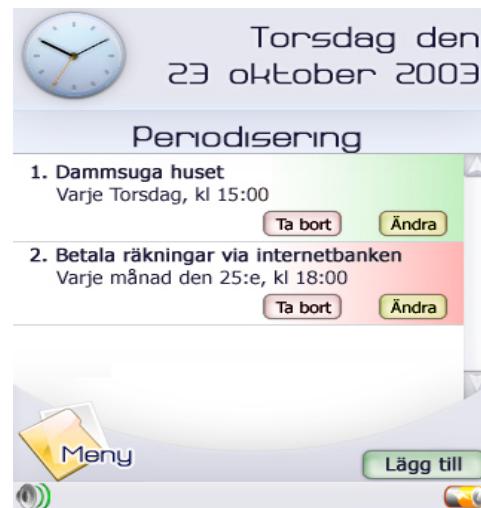 Torsdag den
23 oktober 2003
Periodisering
1. Dammsuga huset
Varje Torsdag, kl 15:00
Ta bort Ändra
2. Betala räkningar via internetbanken
Varje månad den 25:e, kl 18:00
Ta bort Ändra
Meny
Lägg till